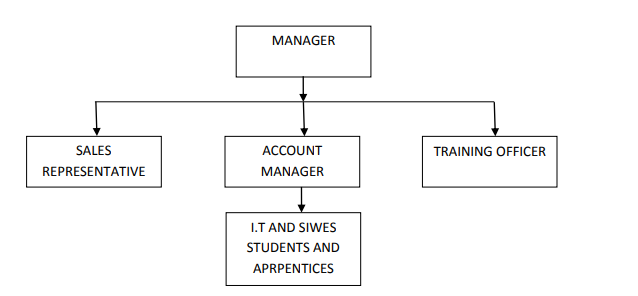 MANAGER
SALES
REPRESENTATIVE
ACCOUNT
MANAGER
TRAINING OFFICER
I.T AND SIWES
STUDENTS AND
APRPENTICES